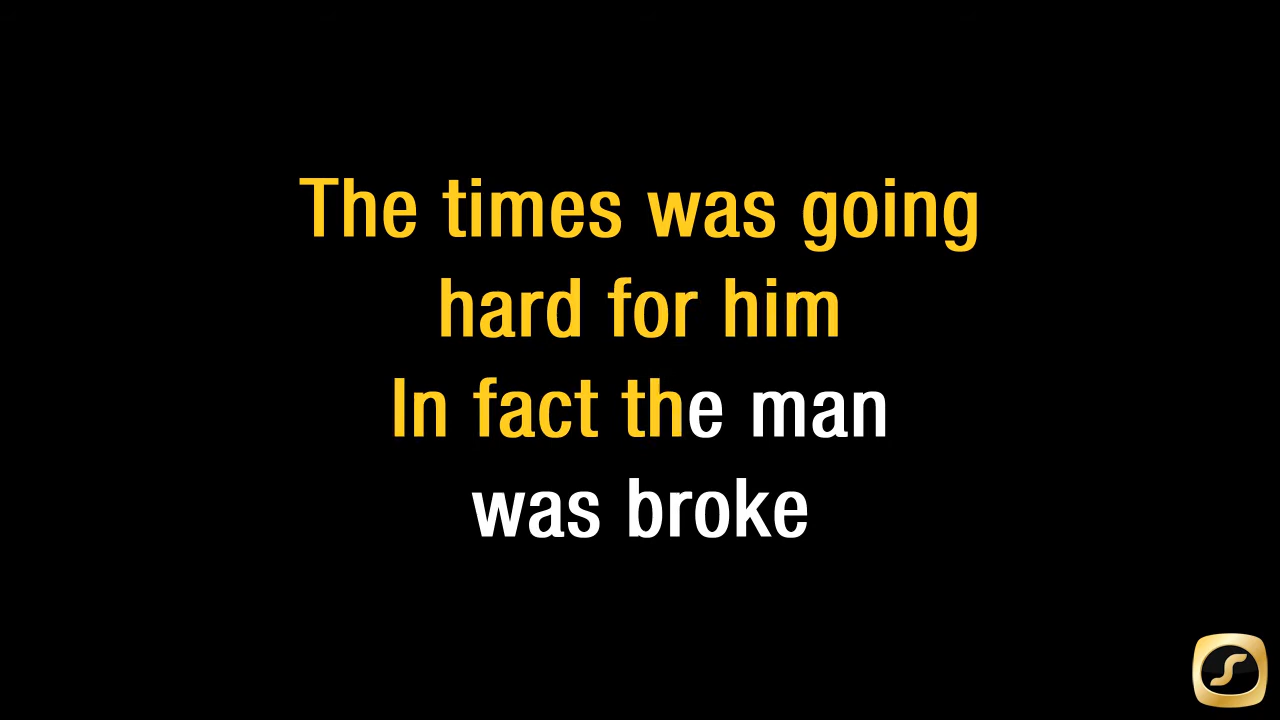 The times was going
hard for him
In fact the man
was broke